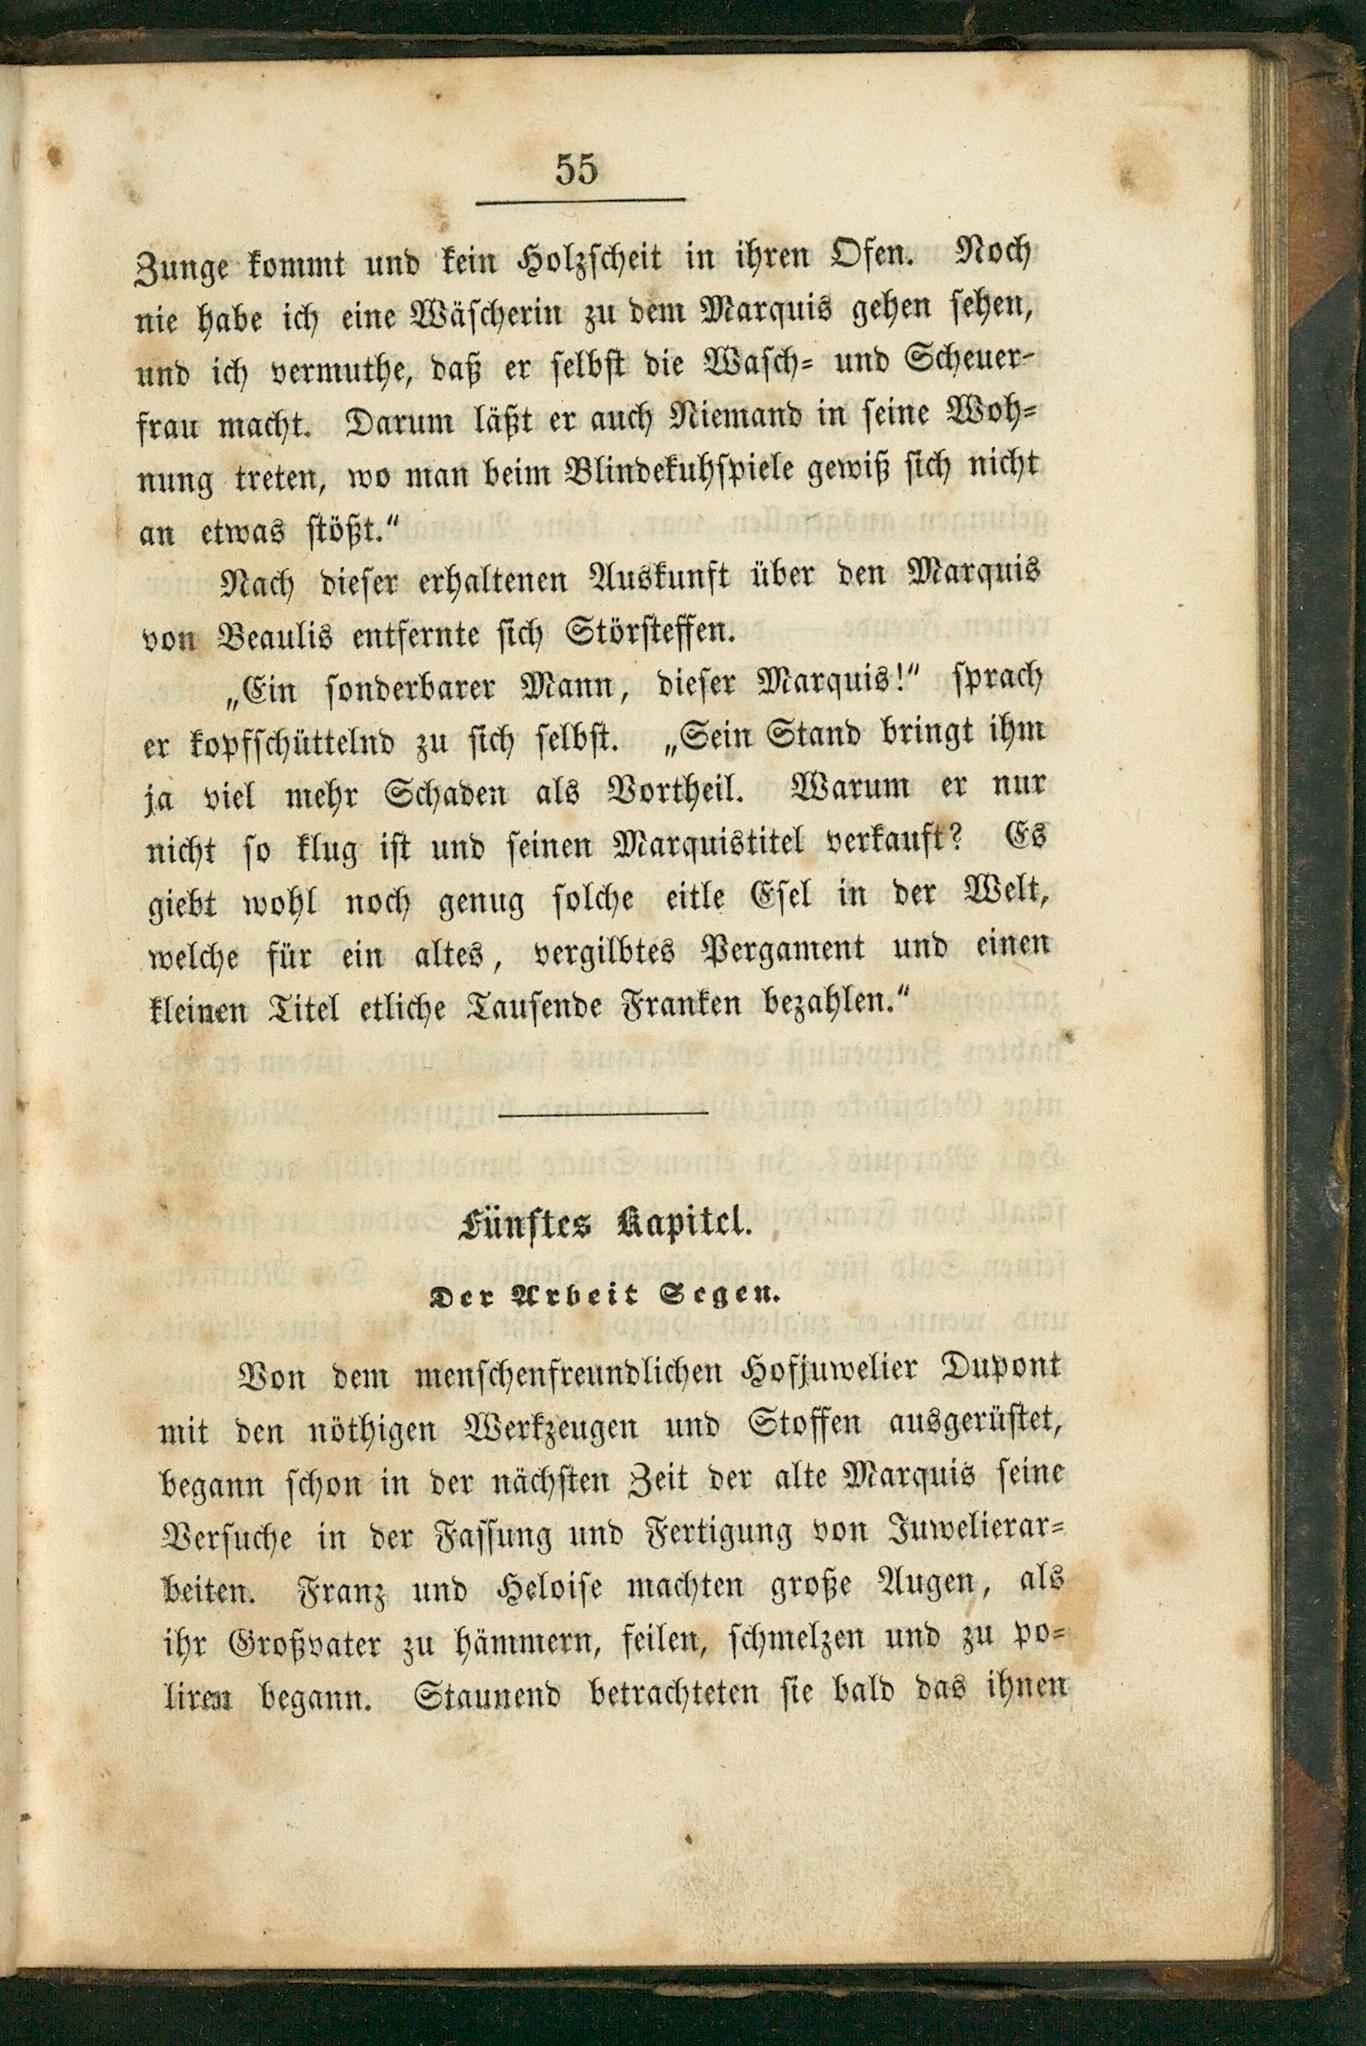 55
Zunge kommt und kein Holzscheit in ihren Ofen. Noch
nie habe ich eine Wäscherin zu dem Marquis gehen sehen,
und ich vermuthe, daß er selbst die Wasch- und Scheuer-
frau macht. Darum läßt er auch Niemand in seine Woh-
nung treten, wo man beim Blindekuhspiele gewiß sich nicht
an etwas stößt.“
Nach dieser erhaltenen Auskunft über den Marquis
von Beaulis entfernte sich Störsteffen.
„Ein sonderbarer Mann, dieser Marquis!“ sprach
er kopfschüttelnd zu sich selbst. „Sein Stand bringt ihm
ja viel mehr Schaden als Vortheil. Warum er nur
nicht so klug ist und seinen Marquistitel verkauft? Es
giebt wohl noch genug solche eitle Esel in der Welt,
welche für ein altes, vergilbtes Pergament und einen
kleinen Titel etliche Tausende Franken bezahlen.“
Fünftes Kapitel.
Der Arbeit Segen.
Von dem menschenfreundlichen Hofjuwelier Dupont
mit den nöthigen Werkzeugen und Stoffen ausgerüstet,
begann schon in der nächsten Zeit der alte Marquis seine
Versuche in der Fassung und Fertigung von Juwelierar-
beiten. Franz und Heloise machten große Augen, als
ihr Großvater zu hämmern, feilen, schmelzen und zu po-
liren begann. Staunend betrachteten sie bald das ihnen